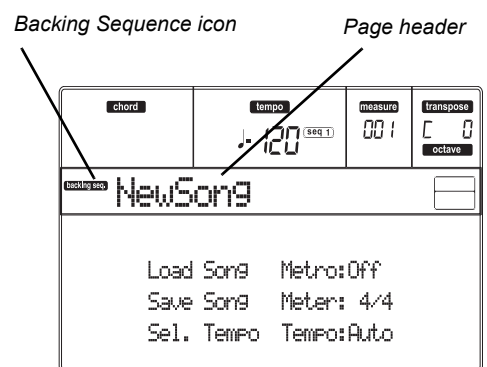 Backing Sequence icon Page header
chord tempo measure transpose
♩- 120 seq 1 001 C 0
octave
backing seq. NewSong
Load Song Metro:Off
Save Song Meter: 4/4
Sel. Tempo Tempo:Auto